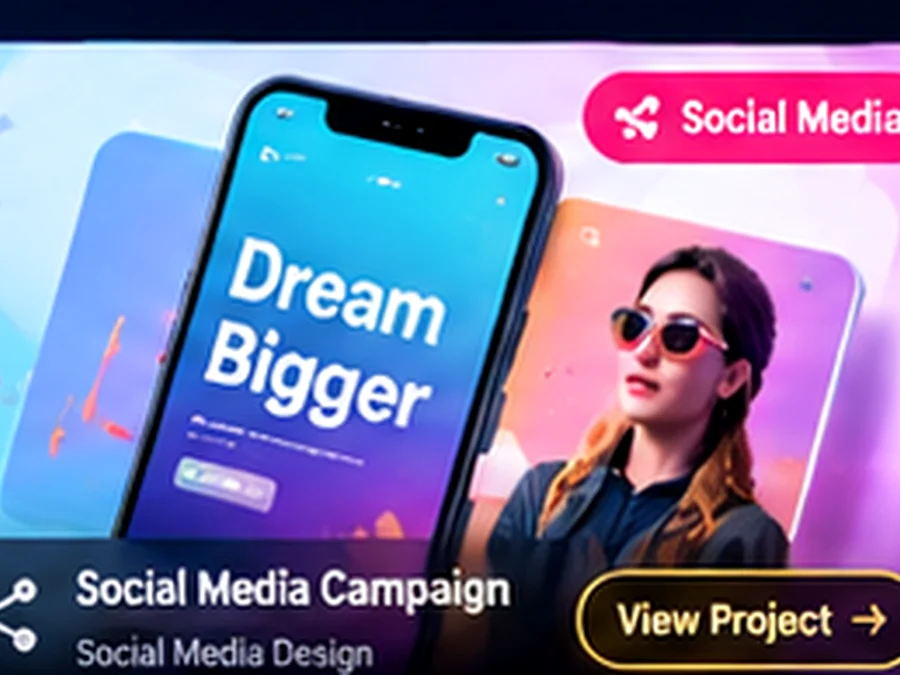 Social Media
Dream
Bigger
Social Media Campaign
Social Media Design
View Project →